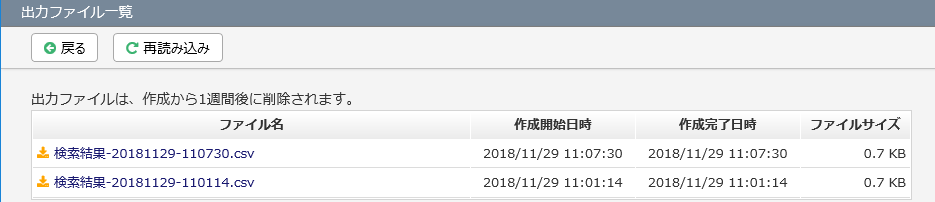 出力ファイル一覧
戻る 再読み込み
出力ファイルは、作成から1週間後に削除されます。
ファイル名 作成開始日時 作成完了日時 ファイルサイズ
検索結果-20181129-110730.csv 2018/11/29 11:07:30 2018/11/29 11:07:30 0.7 KB
検索結果-20181129-110114.csv 2018/11/29 11:01:14 2018/11/29 11:01:14 0.7 KB